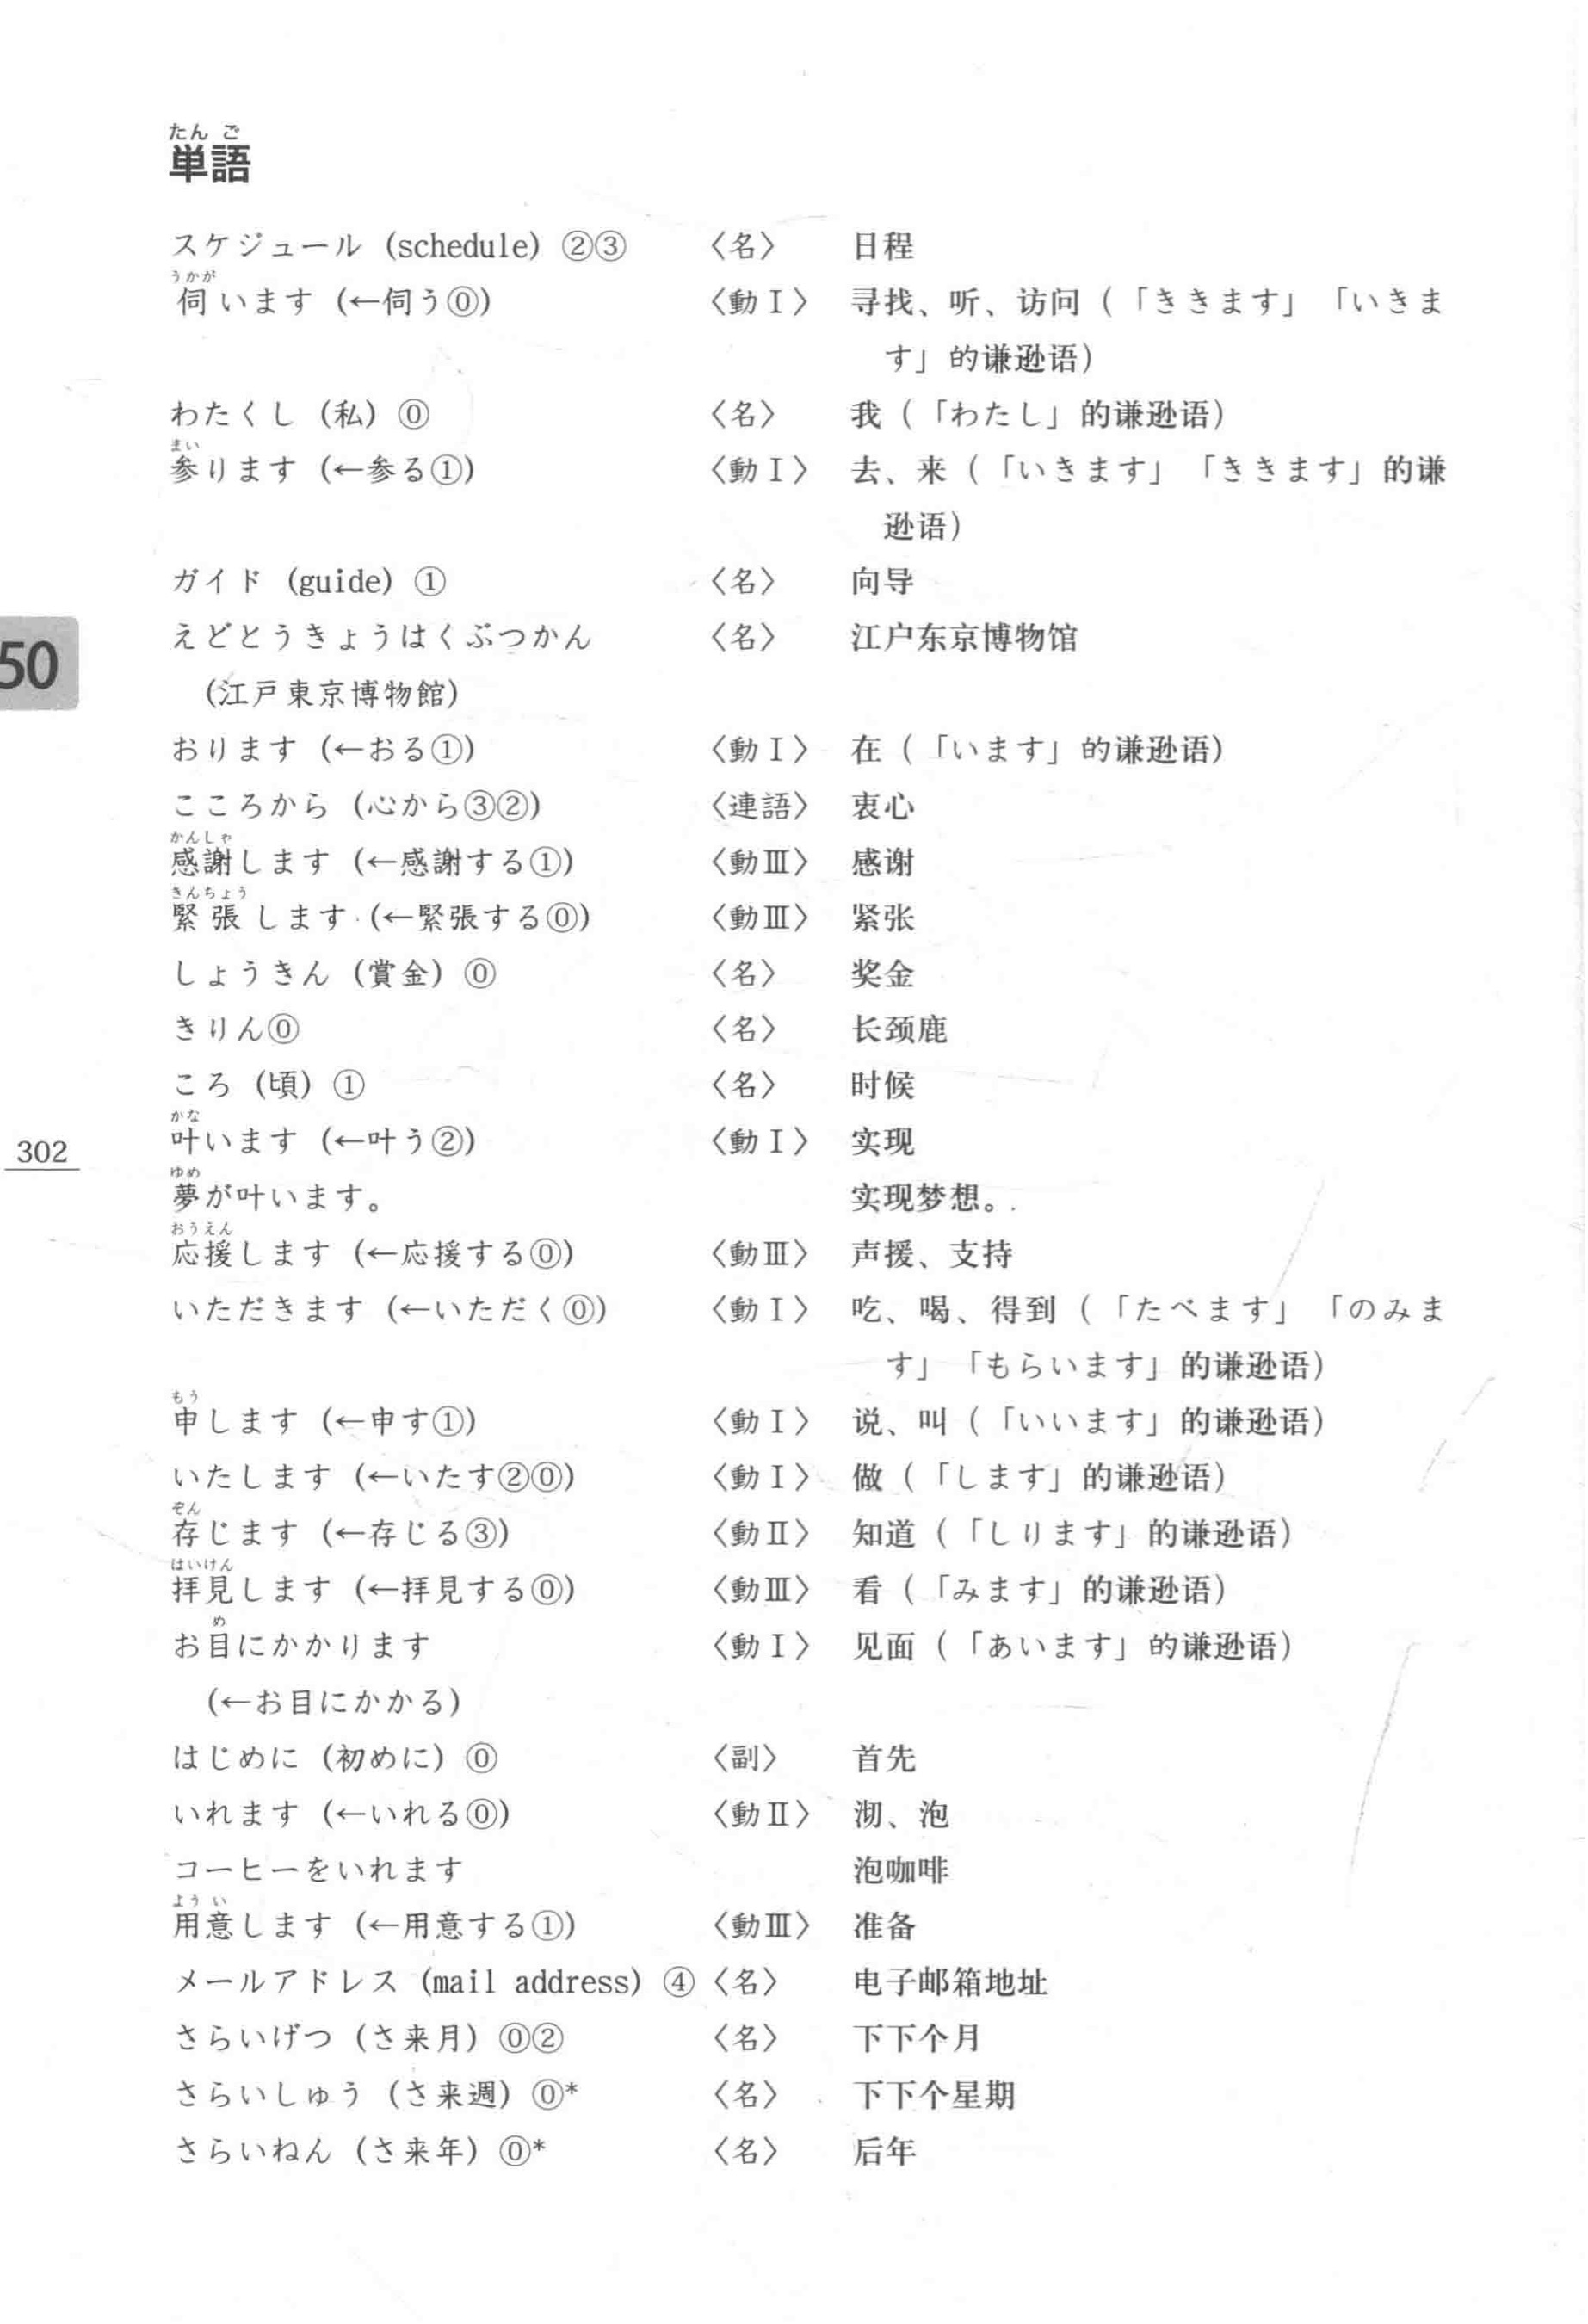 たんご
単語
スケジュール (schedule) ②③ 〈名〉 日程
うかが
伺います (←伺う⓪) 〈動Ⅰ〉 寻找、听、访问 (「ききます」「いきま
す」的谦逊语)
わたくし (私) ⓪ 〈名〉 我 (「わたし」的谦逊语)
まい
参ります (←参る①) 〈動Ⅰ〉 去、来 (「いきます」「ききます」的谦
逊语)
ガイド (guide) ① 〈名〉 向导
えどとうきょうはくぶつかん 〈名〉 江户东京博物馆
50
(江戸東京博物館)
おります (←おる①) 〈動Ⅰ〉 在 (「います」的谦逊语)
こころから (心から③②) 〈連語〉 衷心
かんしゃ
感謝します (←感謝する①) 〈動Ⅲ〉 感谢
きんちょう
緊張します (←緊張する⓪) 〈動Ⅲ〉 紧张
しょうきん (賞金) ⓪ 〈名〉 奖金
きりん⓪ 〈名〉 长颈鹿
ころ (頃) ① 〈名〉 时候
かな
叶います (←叶う②) 〈動Ⅰ〉 实现
302
ゆめ
夢が叶います。 实现梦想。
おうえん
応援します (←応援する⓪) 〈動Ⅲ〉 声援、支持
いただきます (←いただく⓪) 〈動Ⅰ〉 吃、喝、得到 (「たべます」「のみま
す」「もらいます」的谦逊语)
もう
申します (←申す①) 〈動Ⅰ〉 说、叫 (「いいます」的谦逊语)
いたします (←いたす②⓪) 〈動Ⅰ〉 做 (「します」的谦逊语)
ぞん
存じます (←存じる③) 〈動Ⅱ〉 知道 (「しります」的谦逊语)
はいけん
拝見します (←拝見する⓪) 〈動Ⅲ〉 看 (「みます」的谦逊语)
め
お目にかかります 〈動Ⅰ〉 见面 (「あいます」的谦逊语)
(←お目にかかる)
はじめに (初めに) ⓪ 〈副〉 首先
いれます (←いれる⓪) 〈動Ⅱ〉 沏、泡
コーヒーをいれます 泡咖啡
ようい
用意します (←用意する①) 〈動Ⅲ〉 准备
メールアドレス (mail address) ④ 〈名〉 电子邮箱地址
さらいげつ (さ来月) ⓪② 〈名〉 下下个月
さらいしゅう (さ来週) ⓪* 〈名〉 下下个星期
さらいねん (さ来年) ⓪* 〈名〉 后年